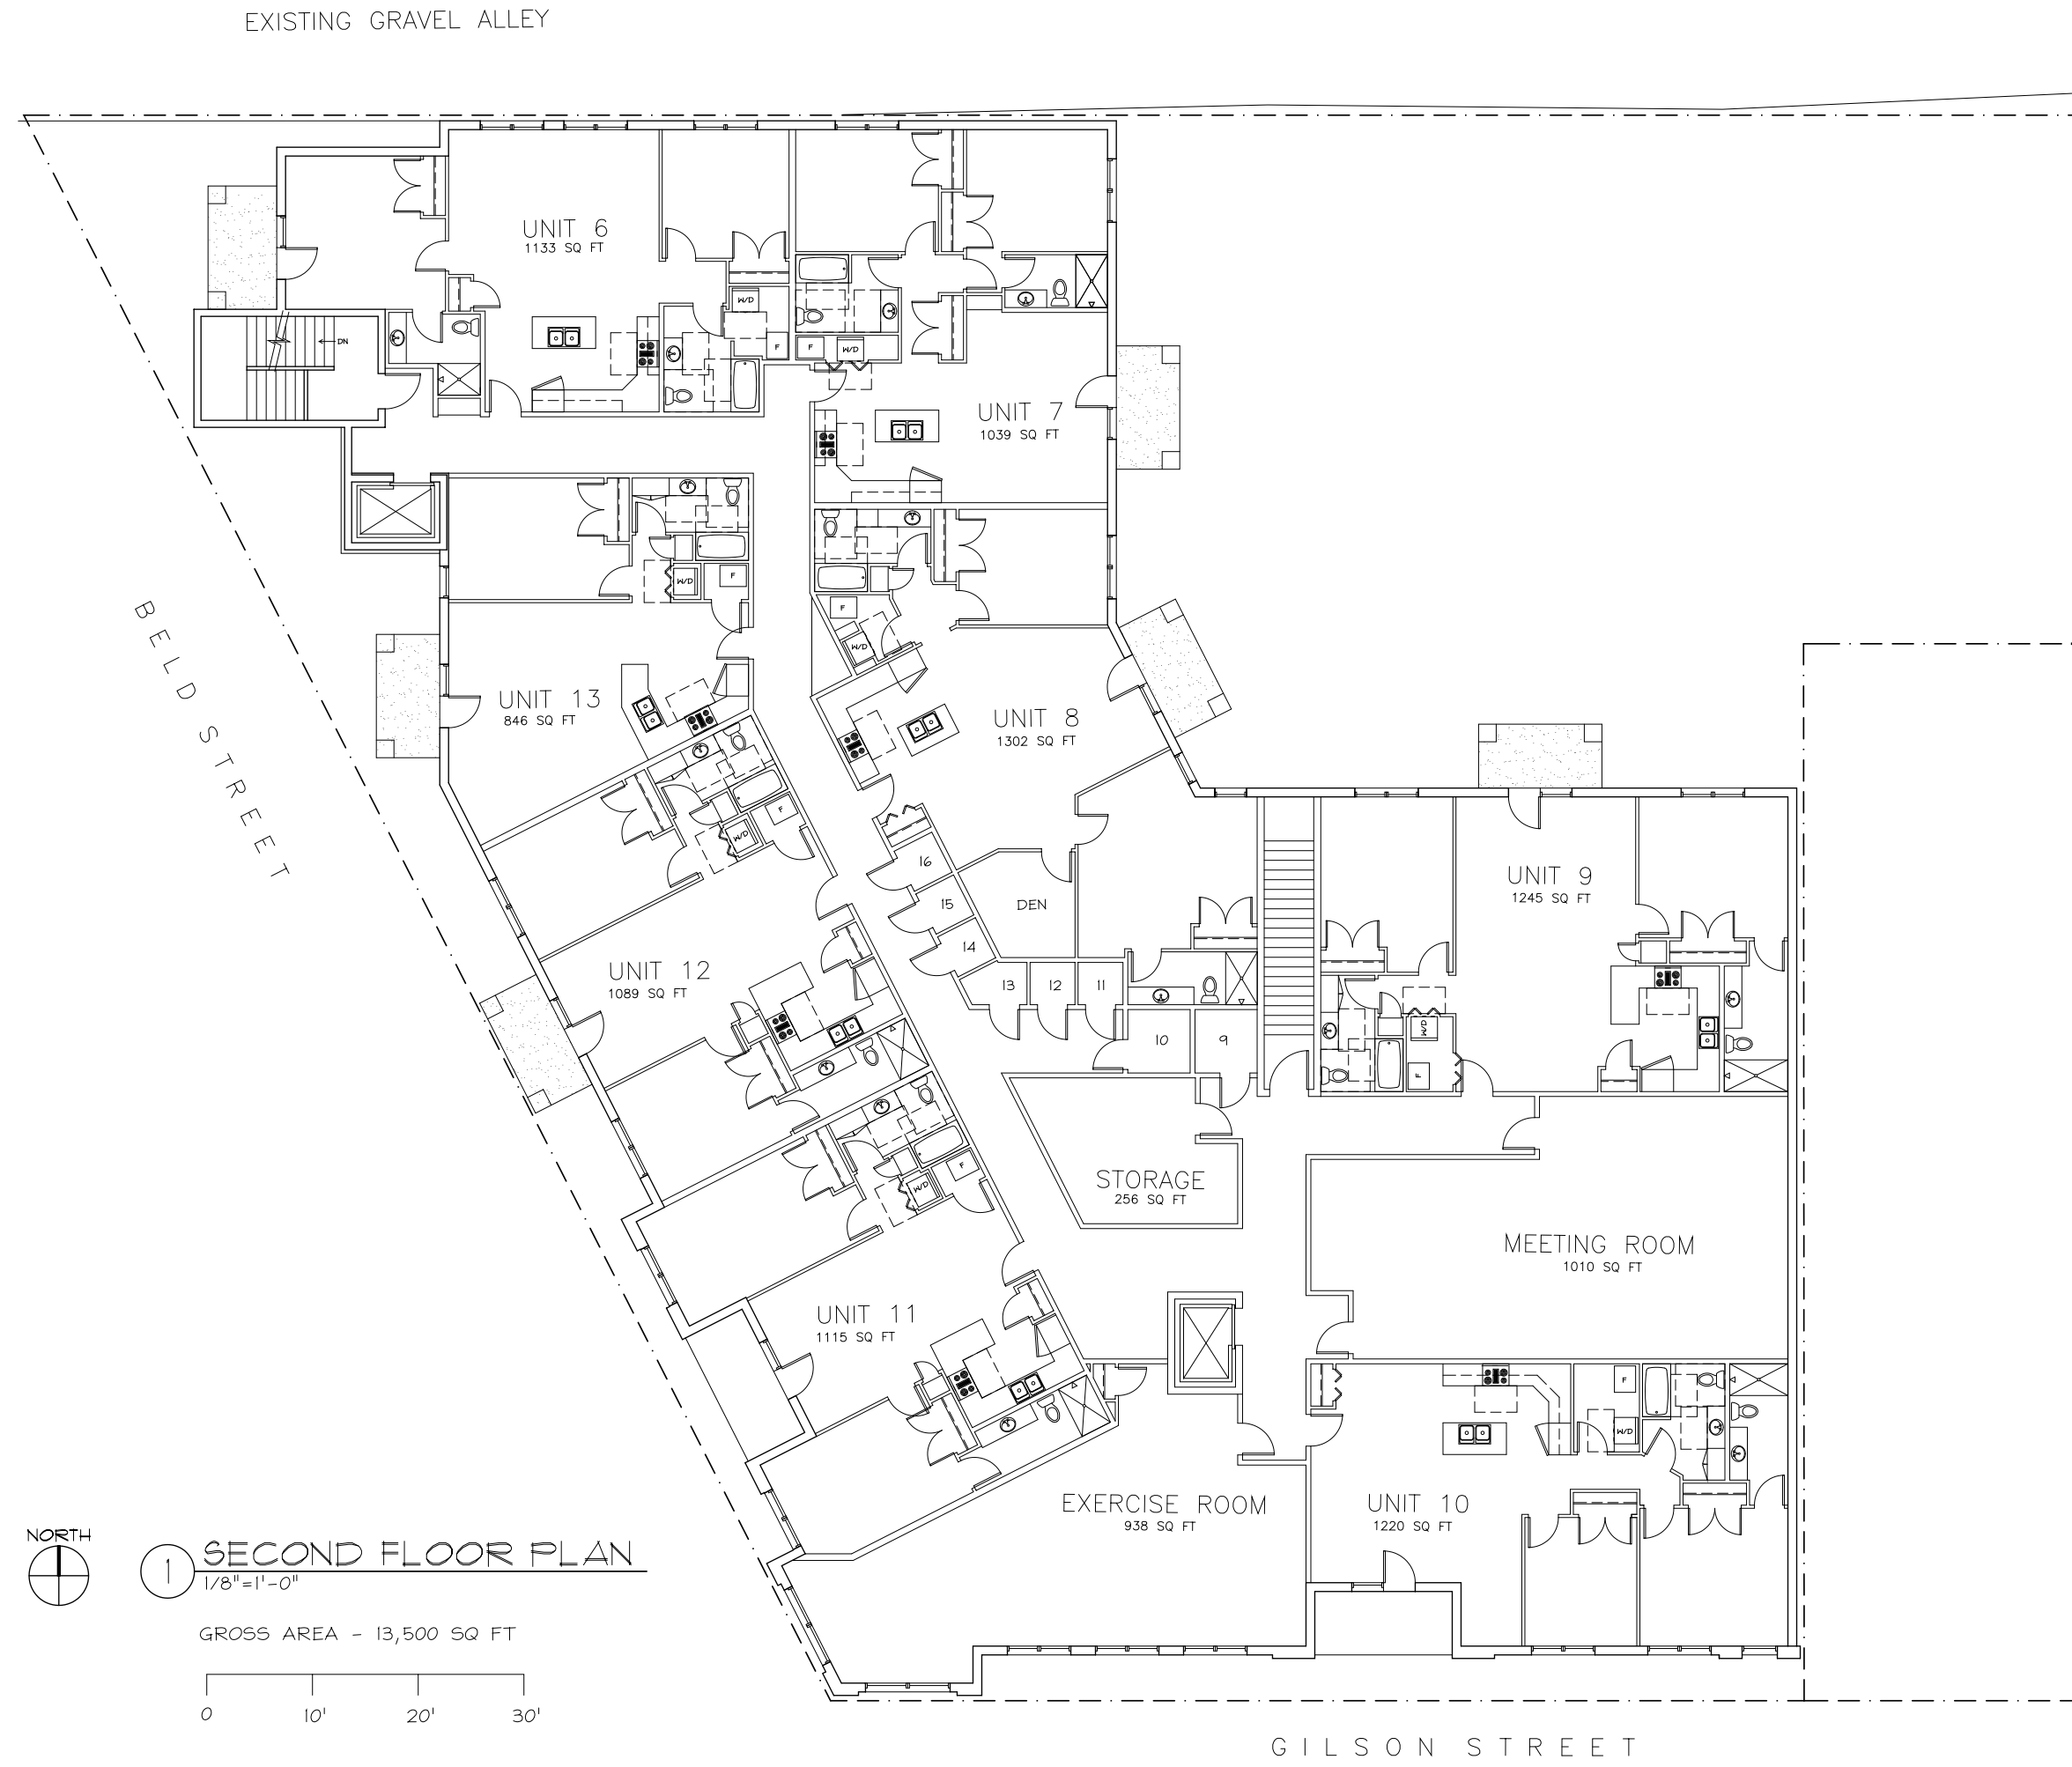 EXISTING GRAVEL ALLEY
UNIT 6
1133 SQ FT
W/D
F
F
W/D
DN
UNIT 7
1039 SQ FT
W/D
F
F
W/D
BELD STREET
UNIT 13
846 SQ FT
UNIT 8
1302 SQ FT
F
W/D
16
15
14
DEN
13
12
11
10
9
UNIT 9
1245 SQ FT
W/D
F
UNIT 12
1089 SQ FT
STORAGE
256 SQ FT
MEETING ROOM
1010 SQ FT
F
W/D
UNIT 11
1115 SQ FT
F
W/D
EXERCISE ROOM
938 SQ FT
UNIT 10
1220 SQ FT
NORTH
1
SECOND FLOOR PLAN
1/8"=1'-0"
GROSS AREA - 13,500 SQ FT
0 10' 20' 30'
GILSON STREET